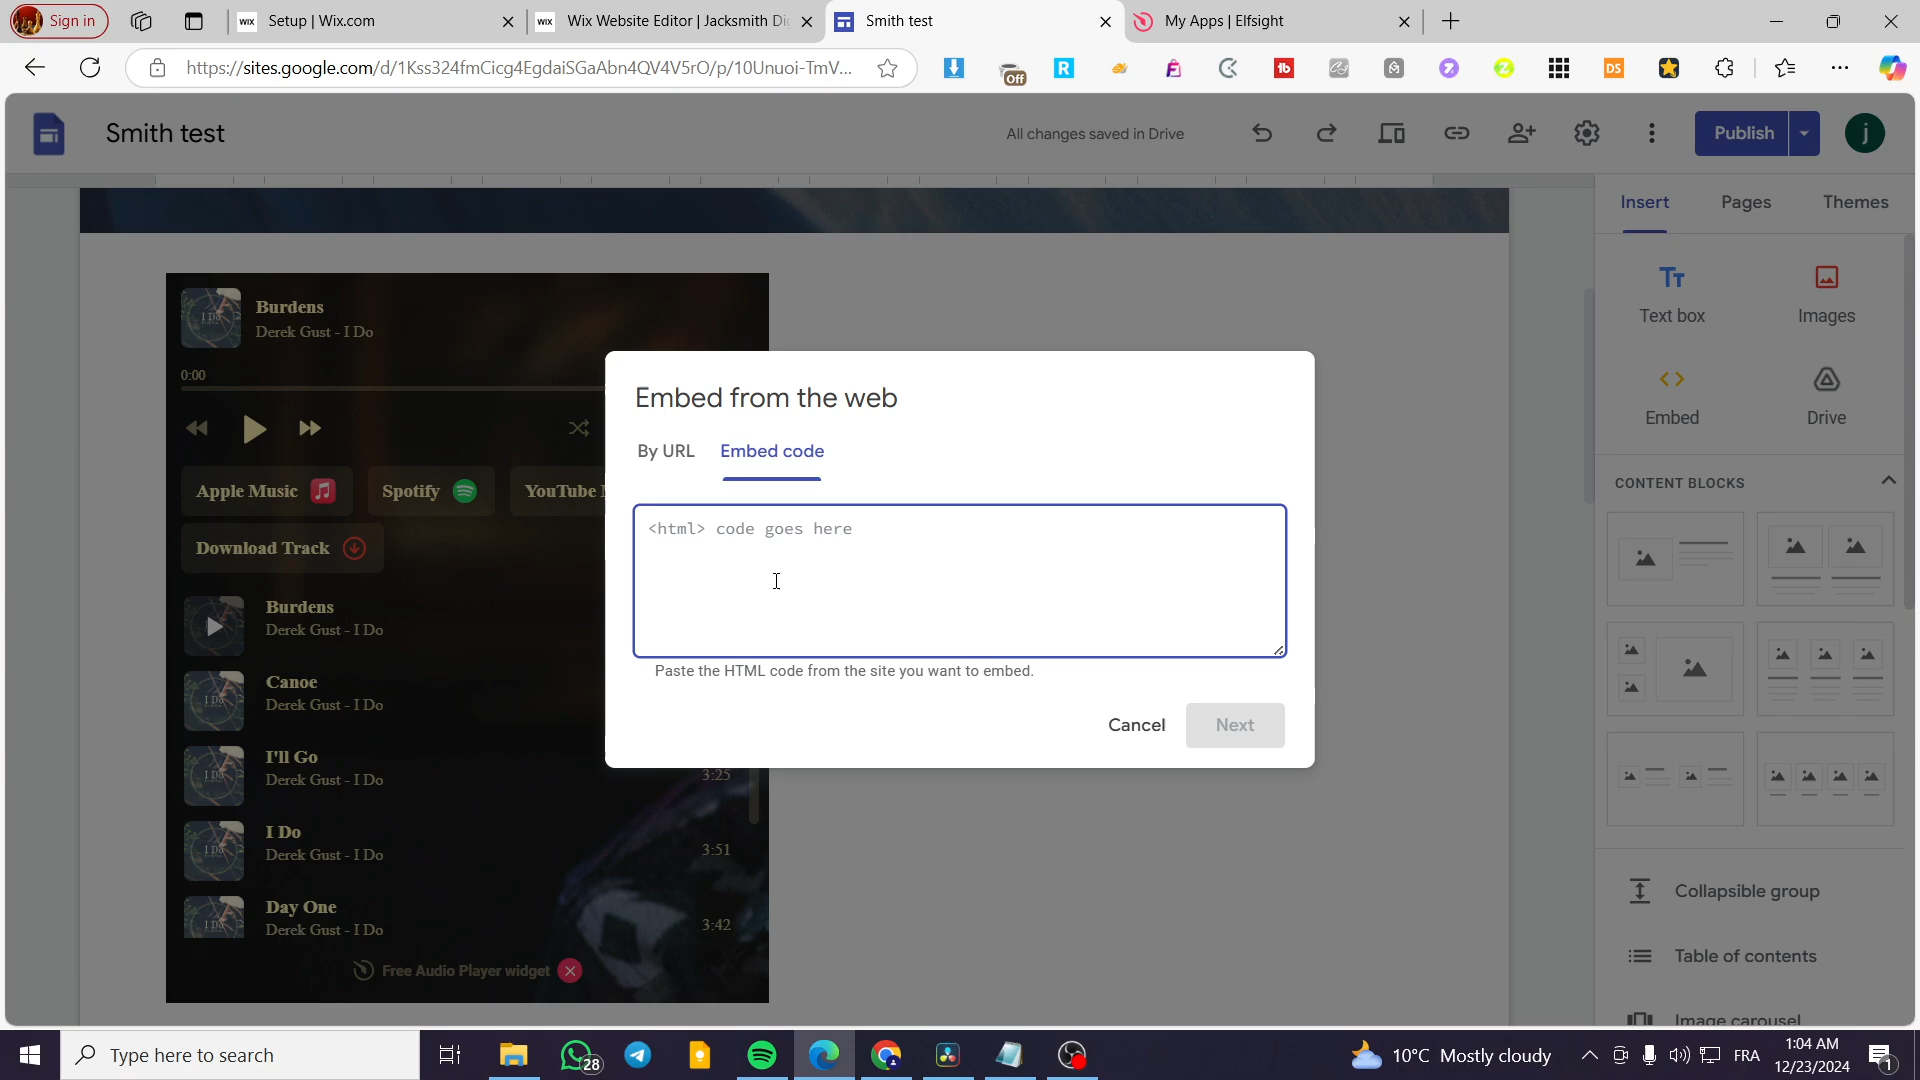 Sign in
WIX Setup | Wix.com
WIX Wix Website Editor | Jacksmith Di
Smith test
My Apps | Elfsight
https://sites.google.com/d/1Kss324fmCicg4EgdaiSGaAbn4QV4V5rO/p/10Unuoi-TmV...
Off
Smith test
All changes saved in Drive
Publish
j
Insert
Pages
Themes
Text box
Images
Embed
Drive
CONTENT BLOCKS
Collapsible group
Table of contents
Image carousel
Burdens
Derek Gust - I Do
0:00
Apple Music
Spotify
YouTube
Download Track
Burdens
Derek Gust - I Do
Canoe
Derek Gust - I Do
I'll Go
Derek Gust - I Do
3:25
I Do
Derek Gust - I Do
3:51
Day One
Derek Gust - I Do
3:42
Free Audio Player widget
Embed from the web
By URL
Embed code
<html> code goes here
Paste the HTML code from the site you want to embed.
Cancel
Next
Type here to search
28
10°C Mostly cloudy
FRA
1:04 AM
12/23/2024
1